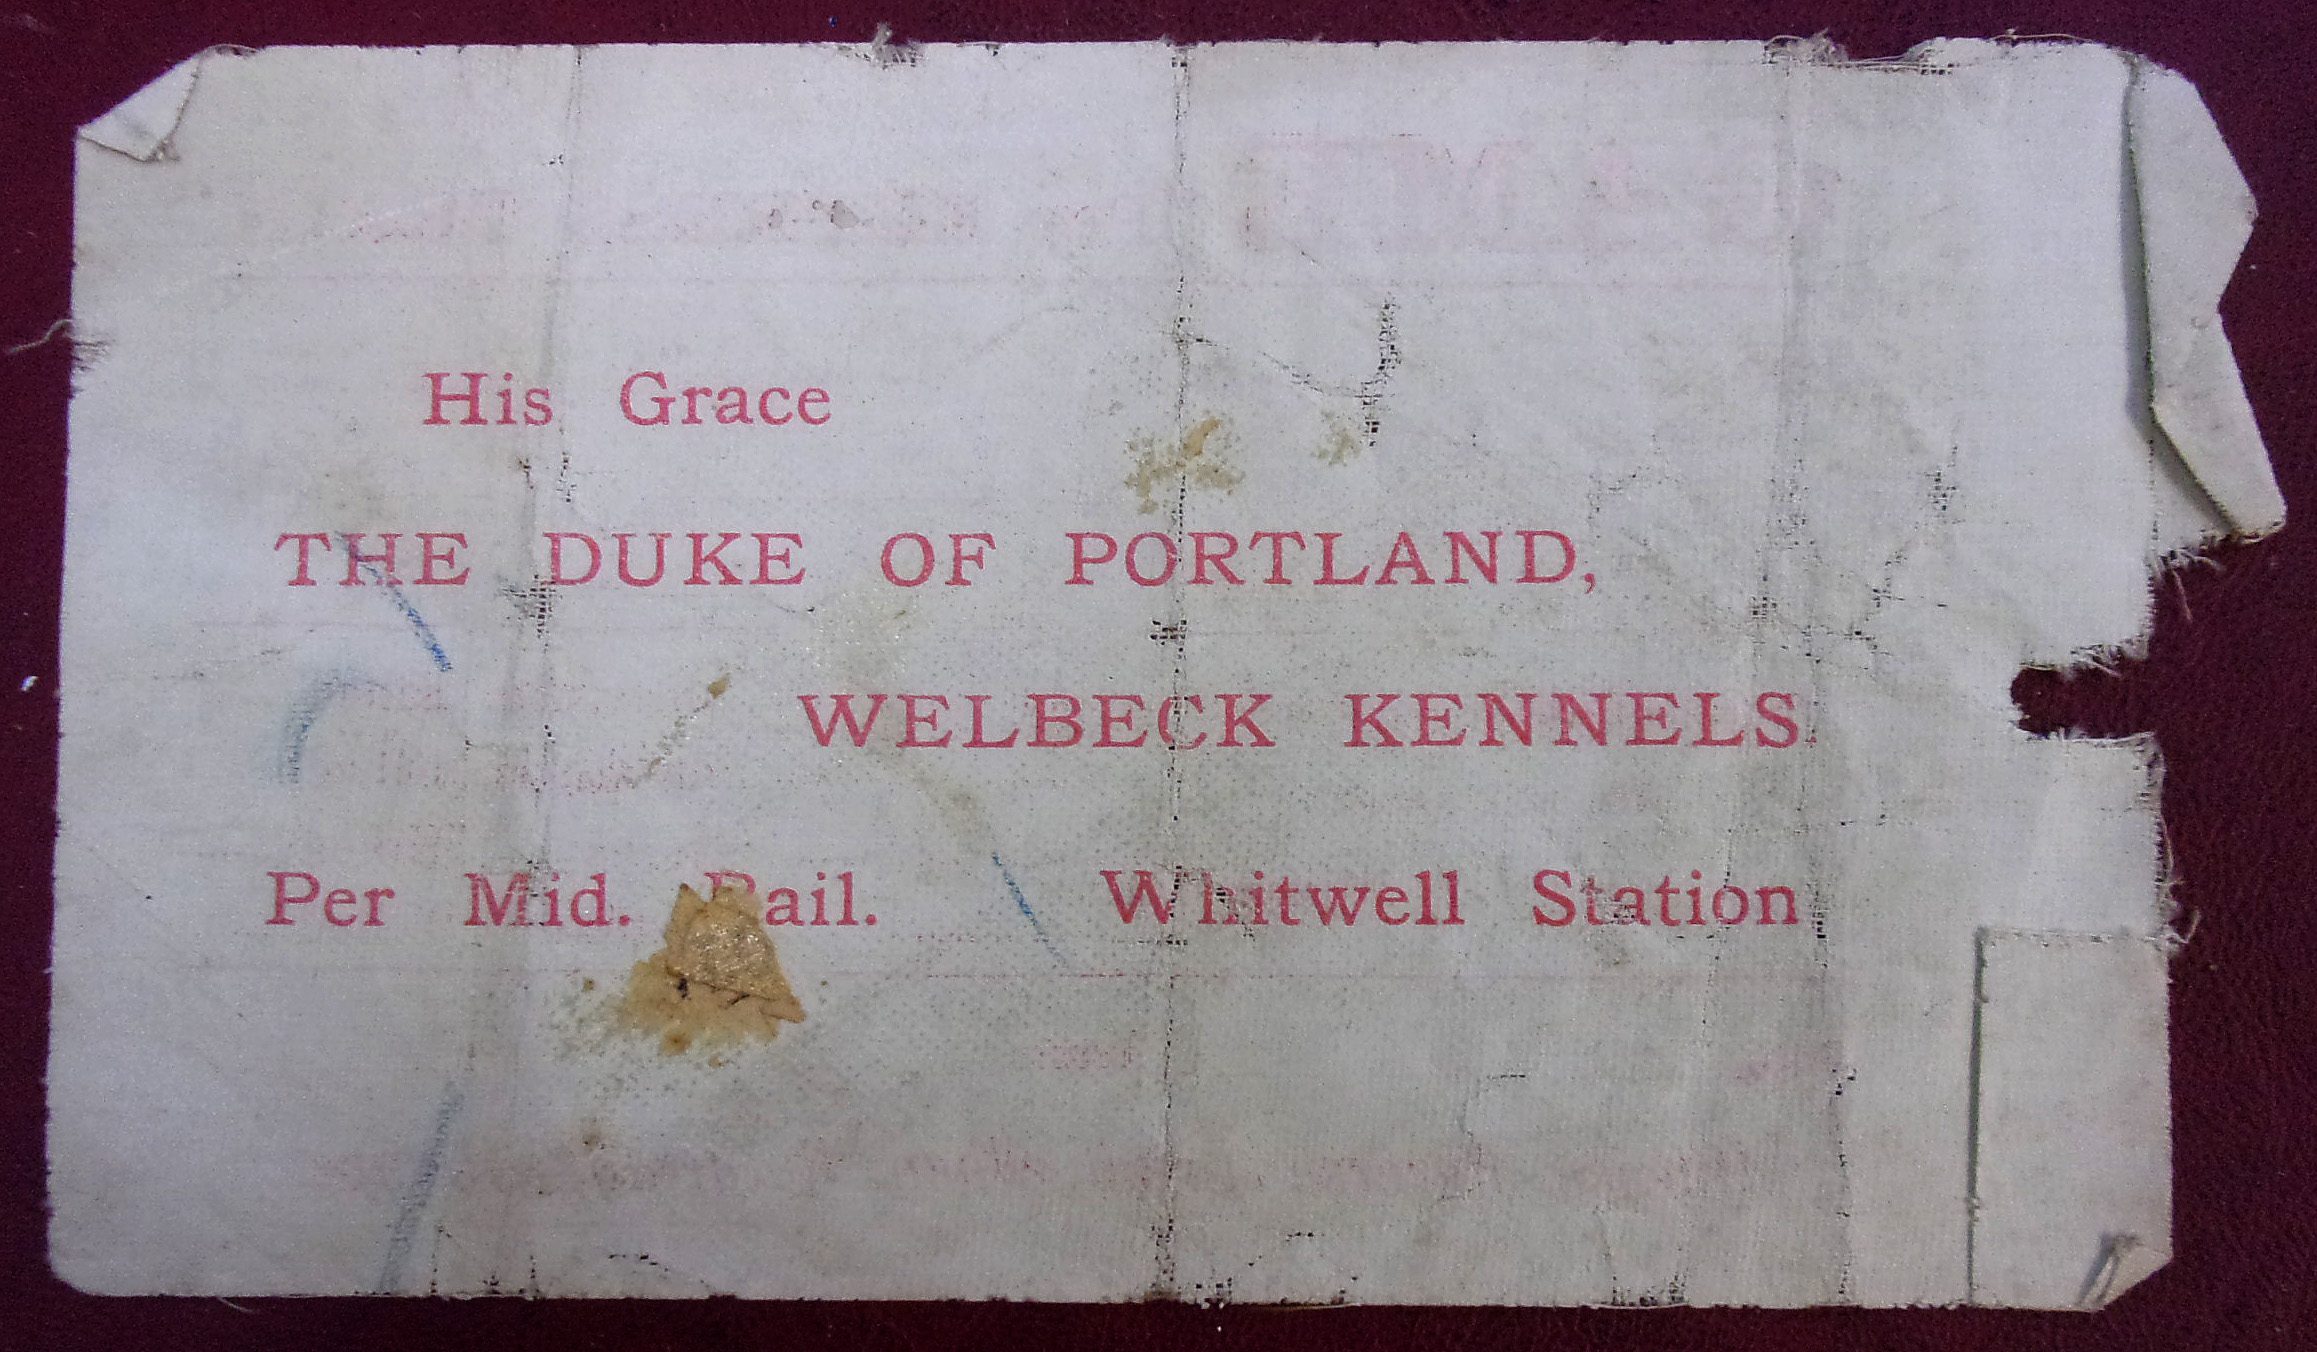 His Grace
THE DUKE OF PORTLAND,
WELBECK KENNELS
Per Mid. Rail. Whitwell Station